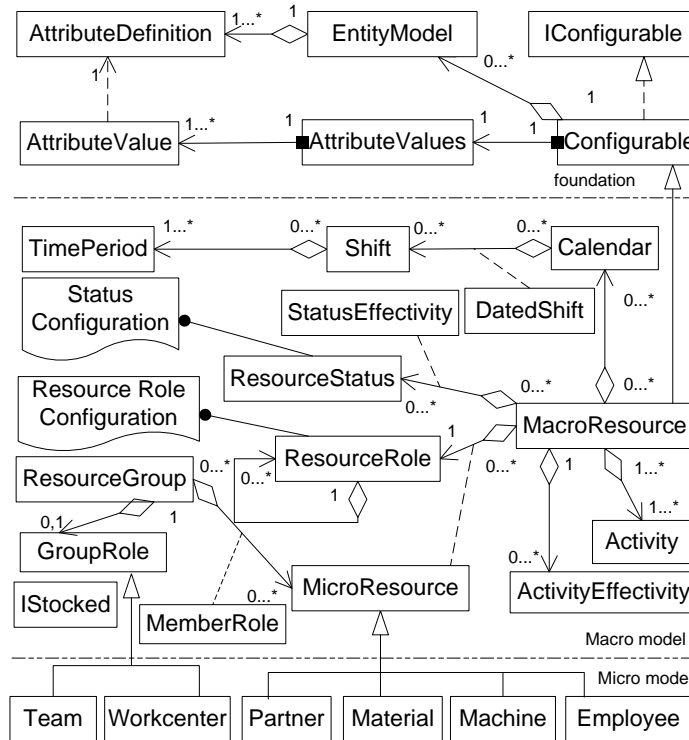 AttributeDefinition
1...*
1
EntityModel
IConfigurable
0...*
1
1
AttributeValue
1...*
1
AttributeValues
1
1
Configurable
foundation
TimePeriod
1...*
0...*
Shift
0...*
0...*
Calendar
Status
Configuration
StatusEffectivity
DatedShift
0...*
ResourceStatus
0...*
0...*
0...*
Resource Role
Configuration
MacroResource
ResourceRole
1
0...*
1
1...*
ResourceGroup
0...*
0...*
1
0,1
1
1...*
GroupRole
Activity
0...*
IStocked
MemberRole
0...*
MicroResource
ActivityEffectivity
Macro model
Micro mode
Team
Workcenter
Partner
Material
Machine
Employee